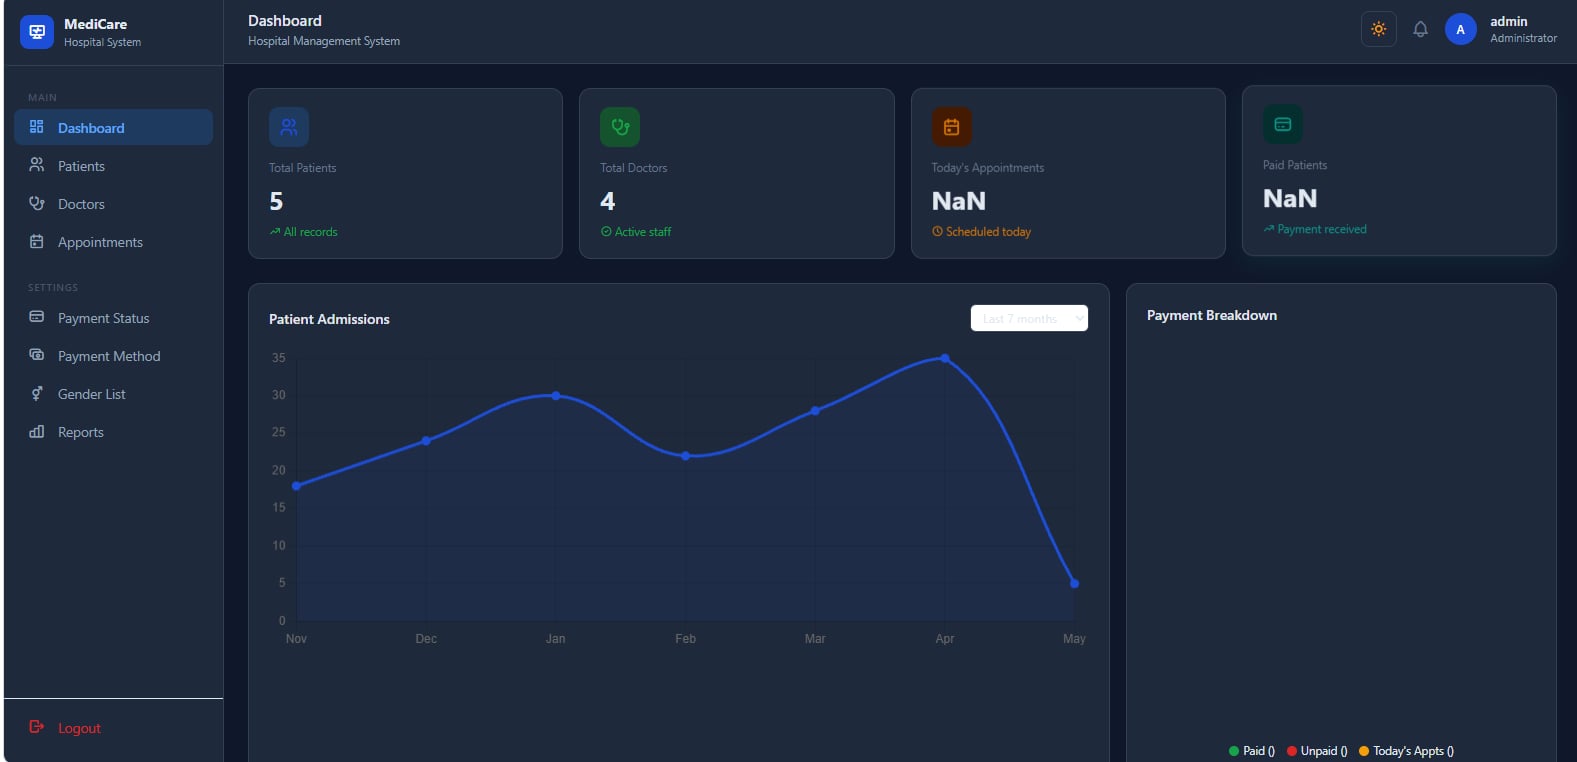 MediCare
Hospital System
MAIN
Dashboard
Patients
Doctors
Appointments
SETTINGS
Payment Status
Payment Method
Gender List
Reports
Logout
Dashboard
Hospital Management System
A
admin
Administrator
Total Patients
5
All records
Total Doctors
4
Active staff
Today's Appointments
NaN
Scheduled today
Paid Patients
NaN
Payment received
Patient Admissions
Last 7 months
35
30
25
20
15
10
5
0
Nov Dec Jan Feb Mar Apr May
Payment Breakdown
Paid () Unpaid () Today's Appts ()